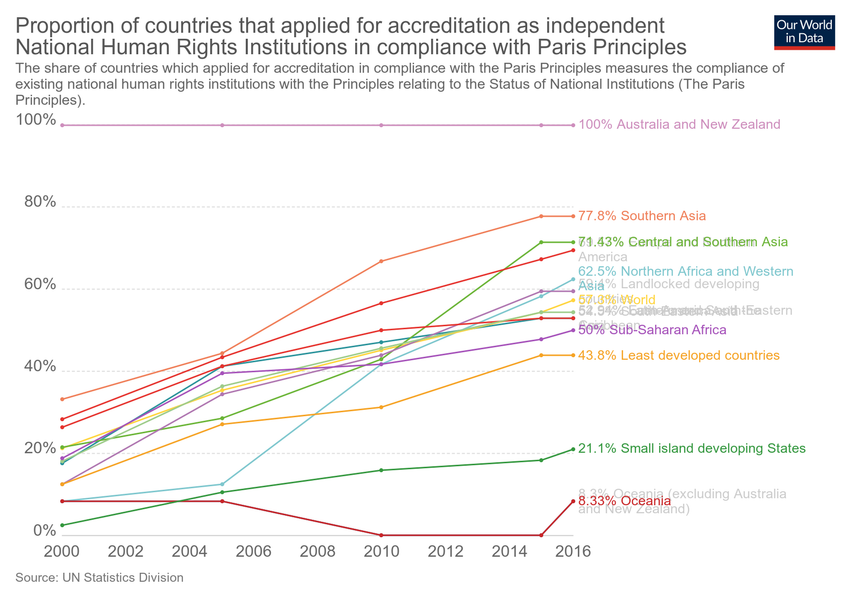 Proportion of countries that applied for accreditation as independent
National Human Rights Institutions in compliance with Paris Principles
Our World
in Data
The share of countries which applied for accreditation in compliance with the Paris Principles measures the compliance of
existing national human rights institutions with the Principles relating to the Status of National Institutions (The Paris
Principles).
100%
100% Australia and New Zealand
80%
77.8% Southern Asia
71.43% Central and Southern Asia
America
62.5% Northern Africa and Western
Asia
Landlocked developing
60%
World
50% Sub-Saharan Africa
43.8% Least developed countries
40%
21.1% Small island developing States
20%
8.3% Oceania (excluding Australia
8.33% Oceania
and New Zealand)
0%
2000 2002 2004 2006 2008 2010 2012 2014 2016
Source: UN Statistics Division